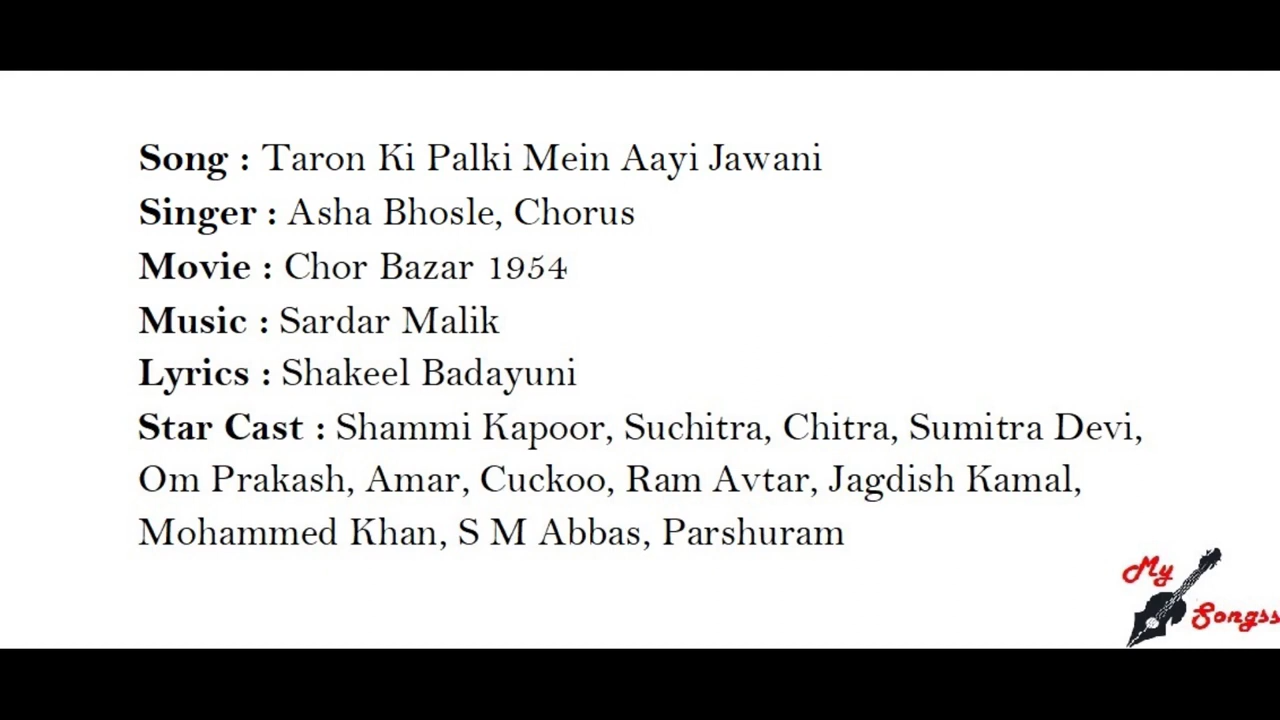 Song : Taron Ki Palki Mein Aayi Jawani
Singer : Asha Bhosle, Chorus
Movie : Chor Bazar 1954
Music : Sardar Malik
Lyrics : Shakeel Badayuni
Star Cast : Shammi Kapoor, Suchitra, Chitra, Sumitra Devi,
Om Prakash, Amar, Cuckoo, Ram Avtar, Jagdish Kamal,
Mohammed Khan, S M Abbas, Parshuram
My
Songss